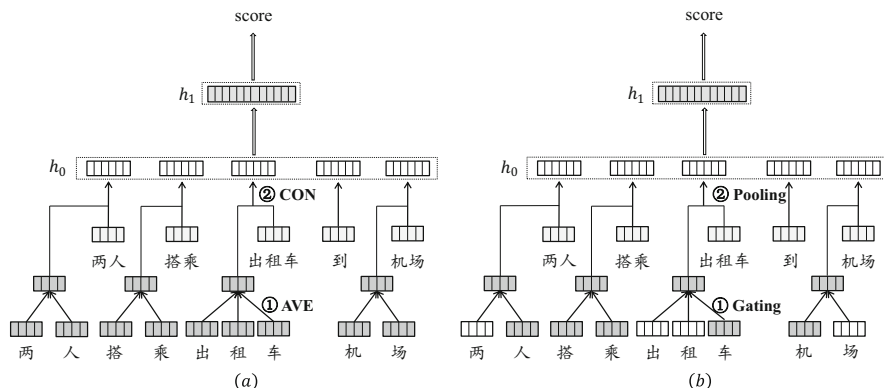 score
h₁
h₀
② CON
两人 搭乘 出租车 到 机场
① AVE
两 人 搭 乘 出 租 车 机 场
(a)
score
h₁
h₀
② Pooling
两人 搭乘 出租车 到 机场
① Gating
两 人 搭 乘 出 租 车 机 场
(b)